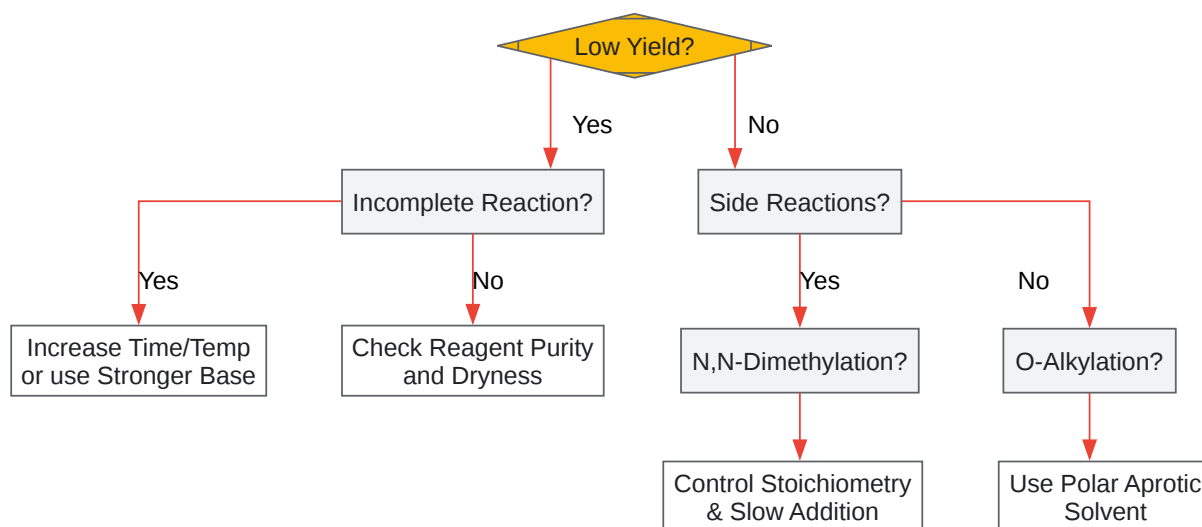 Low Yield?
Yes
No
Incomplete Reaction?
Side Reactions?
Yes
No
Yes
No
Increase Time/Temp
or use Stronger Base
Check Reagent Purity
and Dryness
N,N-Dimethylation?
O-Alkylation?
Control Stoichiometry
& Slow Addition
Use Polar Aprotic
Solvent